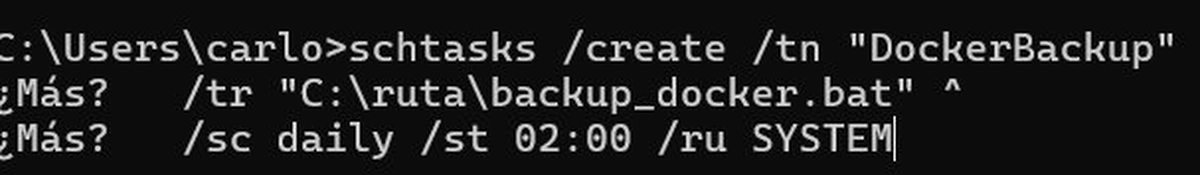 C:\Users\carlo>schtasks /create /tn "DockerBackup"
¿Más?   /tr "C:\ruta\backup_docker.bat" ^
¿Más?   /sc daily /st 02:00 /ru SYSTEM